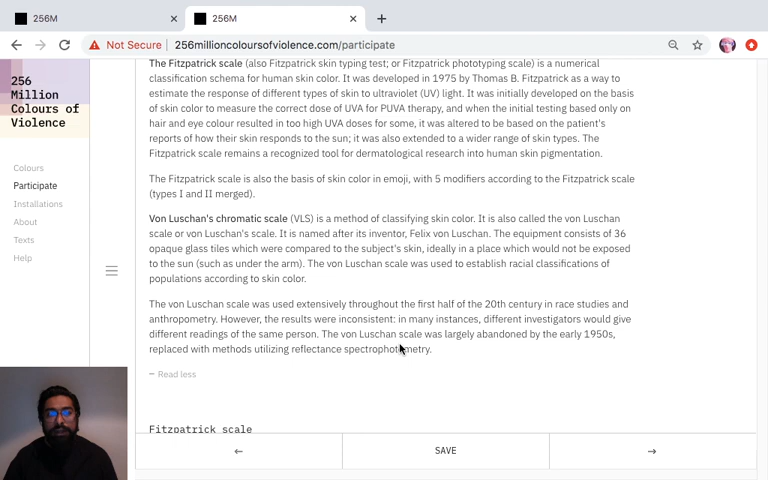 256M
256M
Not Secure | 256millioncoloursofviolence.com/participate
256
Million
Colours of
Violence
Colours
Participate
Installations
About
Texts
Help
The Fitzpatrick scale (also Fitzpatrick skin typing test; or Fitzpatrick phototyping scale) is a numerical
classification schema for human skin color. It was developed in 1975 by Thomas B. Fitzpatrick as a way to
estimate the response of different types of skin to ultraviolet (UV) light. It was initially developed on the basis
of skin color to measure the correct dose of UVA for PUVA therapy, and when the initial testing based only on
hair and eye colour resulted in too high UVA doses for some, it was altered to be based on the patient's
reports of how their skin responds to the sun; it was also extended to a wider range of skin types. The
Fitzpatrick scale remains a recognized tool for dermatological research into human skin pigmentation.
The Fitzpatrick scale is also the basis of skin color in emoji, with 5 modifiers according to the Fitzpatrick scale
(types I and II merged).
Von Luschan's chromatic scale (VLS) is a method of classifying skin color. It is also called the von Luschan
scale or von Luschan's scale. It is named after its inventor, Felix von Luschan. The equipment consists of 36
opaque glass tiles which were compared to the subject's skin, ideally in a place which would not be exposed
to the sun (such as under the arm). The von Luschan scale was used to establish racial classifications of
populations according to skin color.
The von Luschan scale was used extensively throughout the first half of the 20th century in race studies and
anthropometry. However, the results were inconsistent: in many instances, different investigators would give
different readings of the same person. The von Luschan scale was largely abandoned by the early 1950s,
replaced with methods utilizing reflectance spectrophotometry.
– Read less
Fitzpatrick scale
← SAVE →